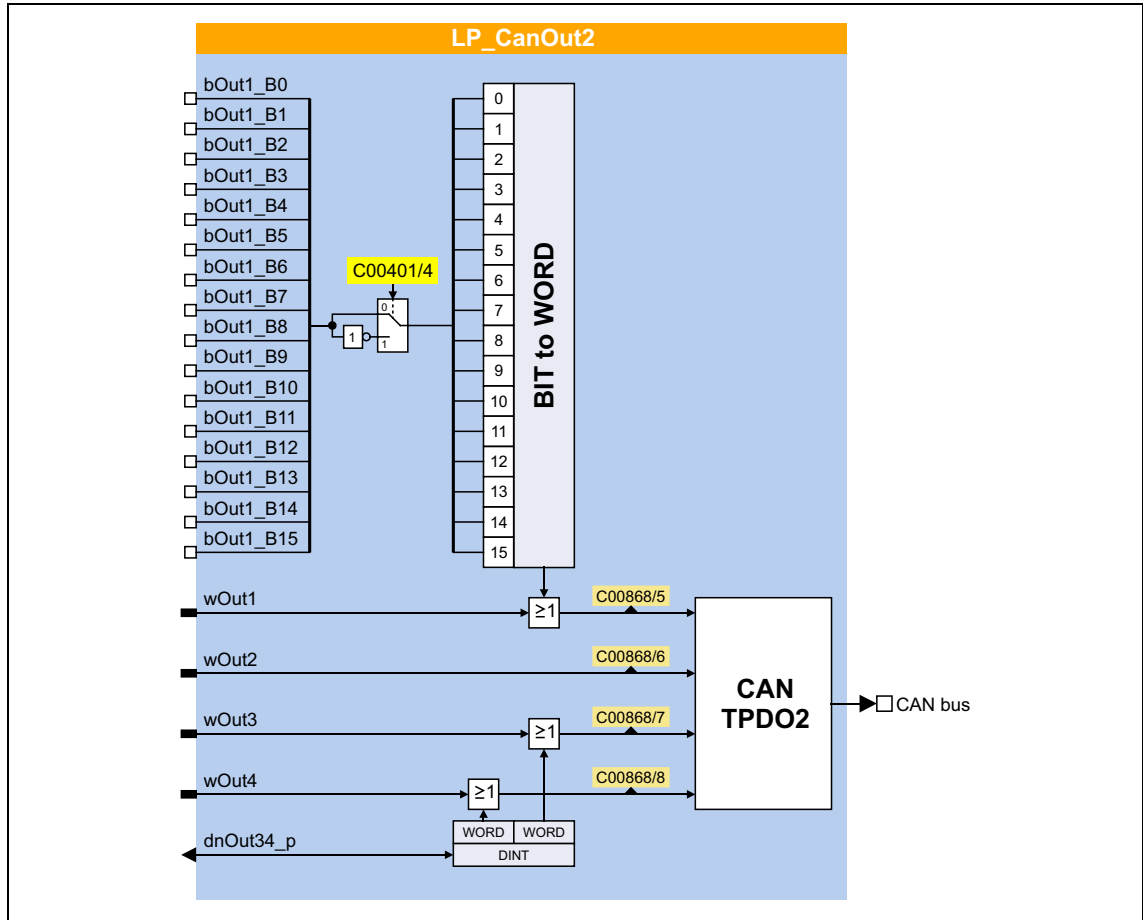 LP_CanOut2
bOut1_B0
bOut1_B1
bOut1_B2
bOut1_B3
bOut1_B4
bOut1_B5
bOut1_B6
bOut1_B7
bOut1_B8
bOut1_B9
bOut1_B10
bOut1_B11
bOut1_B12
bOut1_B13
bOut1_B14
bOut1_B15
C00401/4
0
1
1
0
1
2
3
4
5
6
7
8
9
10
11
12
13
14
15
BIT to WORD
wOut1
≥1
C00868/5
wOut2
C00868/6
wOut3
≥1
C00868/7
wOut4
≥1
C00868/8
dnOut34_p
WORD WORD
DINT
CAN
TPDO2
CAN bus